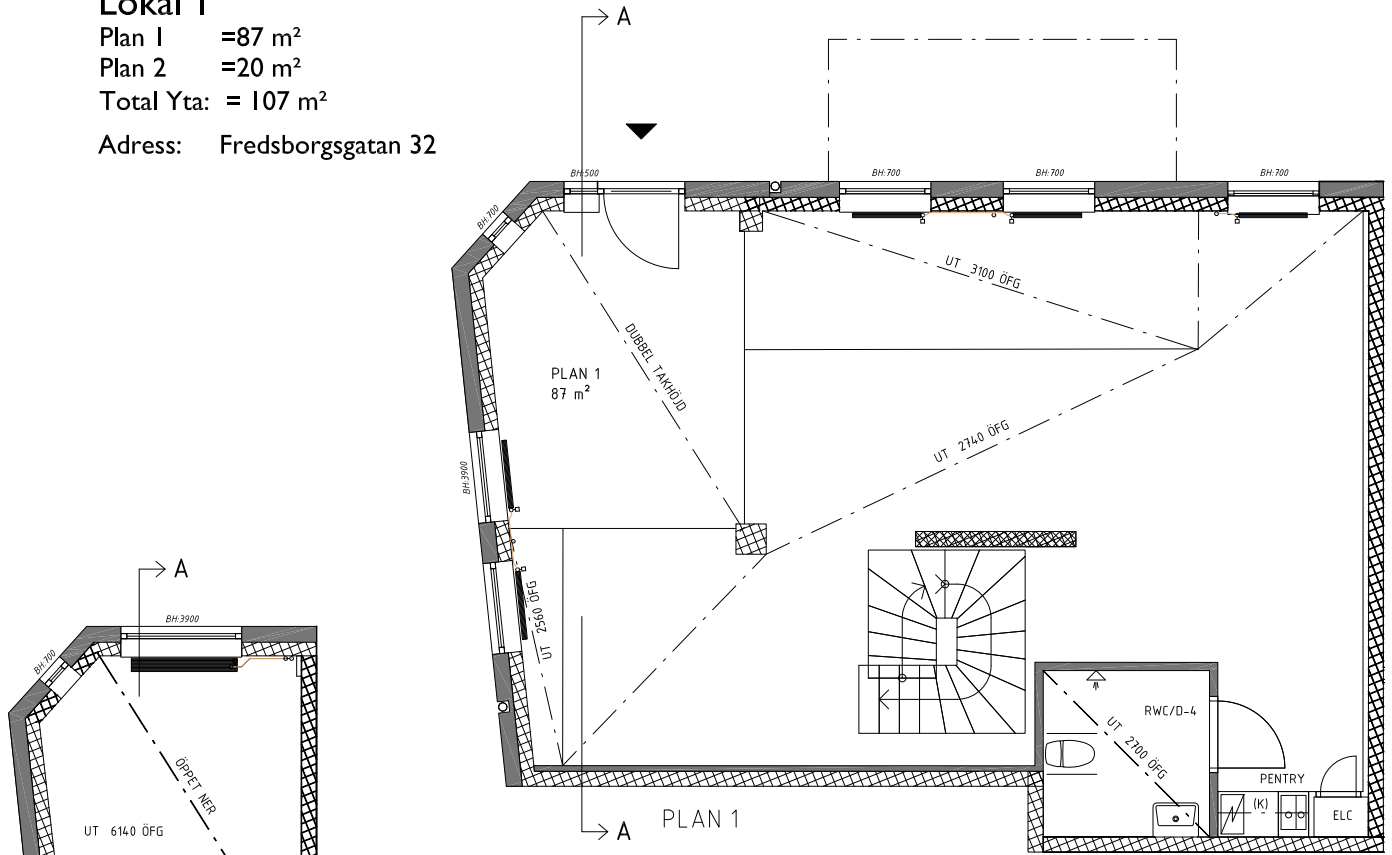 Lokal 1
Plan 1 =87 m²
Plan 2 =20 m²
Total Yta: = 107 m²
Adress: Fredsborgsgatan 32
A
BH:500
BH:700
BH:700
BH:700
BH:700
UT 3100 ÖFG
DUBBEL TAKHÖJD
PLAN 1
87 m²
UT 2740 ÖFG
BH:3900
UT 2560 ÖFG
A
BH:3900
BH:700
ÖPPET NER
UT 6140 ÖFG
RWC/D-4
UT 2700 ÖFG
PENTRY
(K)
ELC
A
PLAN 1